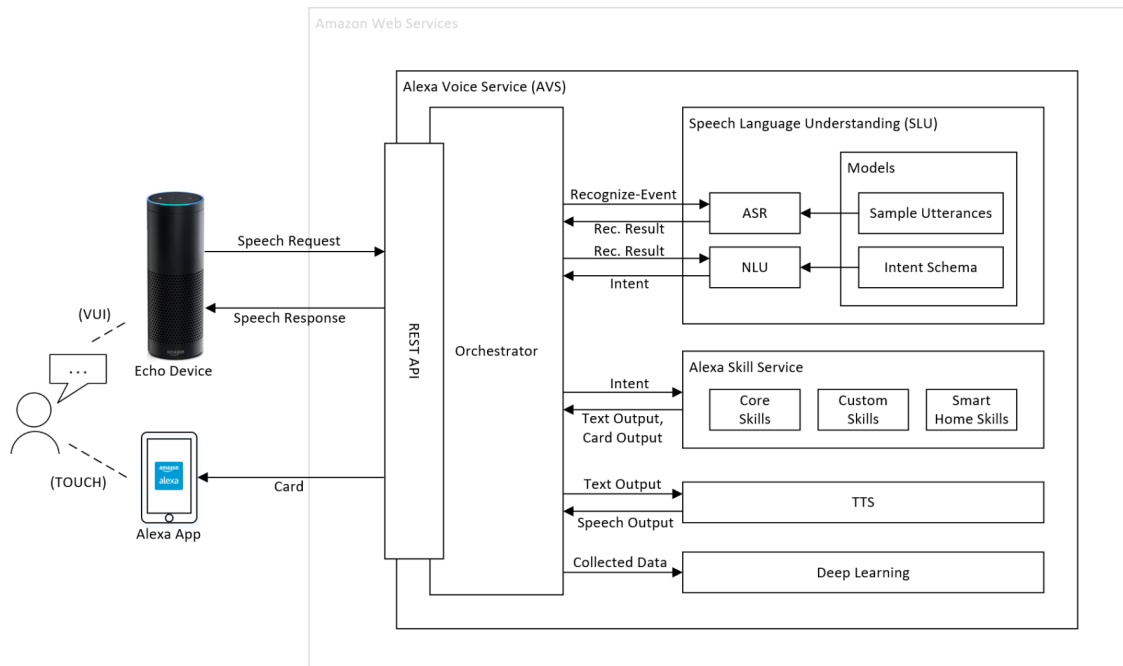 Amazon Web Services
Alexa Voice Service (AVS)
Speech Language Understanding (SLU)
Models
Recognize-Event
ASR
Sample Utterances
Rec. Result
Speech Request
Rec. Result
NLU
Intent Schema
Intent
(VUI)
Speech Response
REST API
Orchestrator
amazon
Echo Device
...
Alexa Skill Service
Intent
Core
Skills
Custom
Skills
Smart
Home Skills
Text Output,
Card Output
amazon
alexa
(TOUCH)
Card
Alexa App
Text Output
TTS
Speech Output
Collected Data
Deep Learning